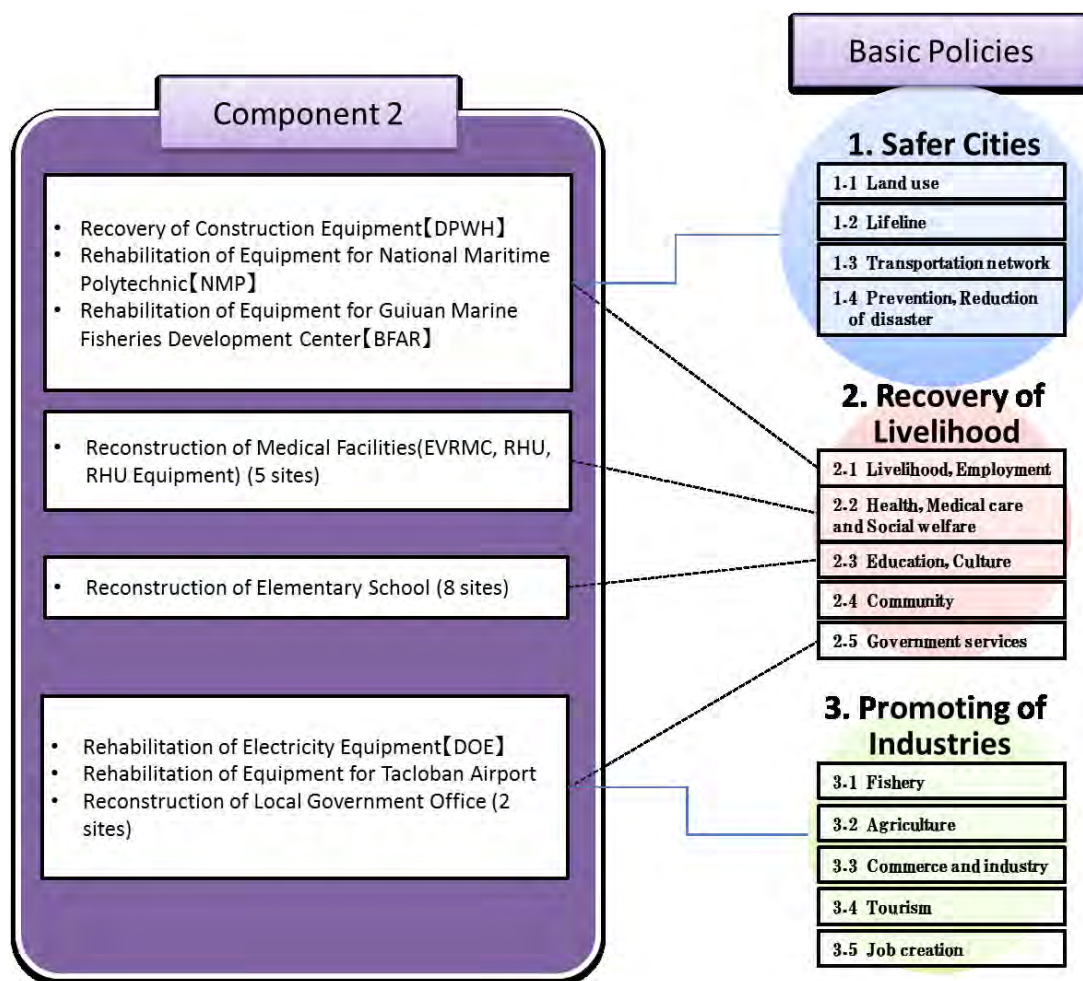 Component 2
• Recovery of Construction Equipment【DPWH】
• Rehabilitation of Equipment for National Maritime
Polytechnic【NMP】
• Rehabilitation of Equipment for Guiuan Marine
Fisheries Development Center【BFAR】
• Reconstruction of Medical Facilities(EVRMC, RHU,
RHU Equipment) (5 sites)
• Reconstruction of Elementary School (8 sites)
• Rehabilitation of Electricity Equipment【DOE】
• Rehabilitation of Equipment for Tacloban Airport
• Reconstruction of Local Government Office (2
sites)
Basic Policies
1. Safer Cities
1.1 Land use
1.2 Lifeline
1.3 Transportation network
1.4 Prevention, Reduction
of disaster
2. Recovery of
Livelihood
2.1 Livelihood, Employment
2.2 Health, Medical care
and Social welfare
2.3 Education, Culture
2.4 Community
2.5 Government services
3. Promoting of
Industries
3.1 Fishery
3.2 Agriculture
3.3 Commerce and industry
3.4 Tourism
3.5 Job creation